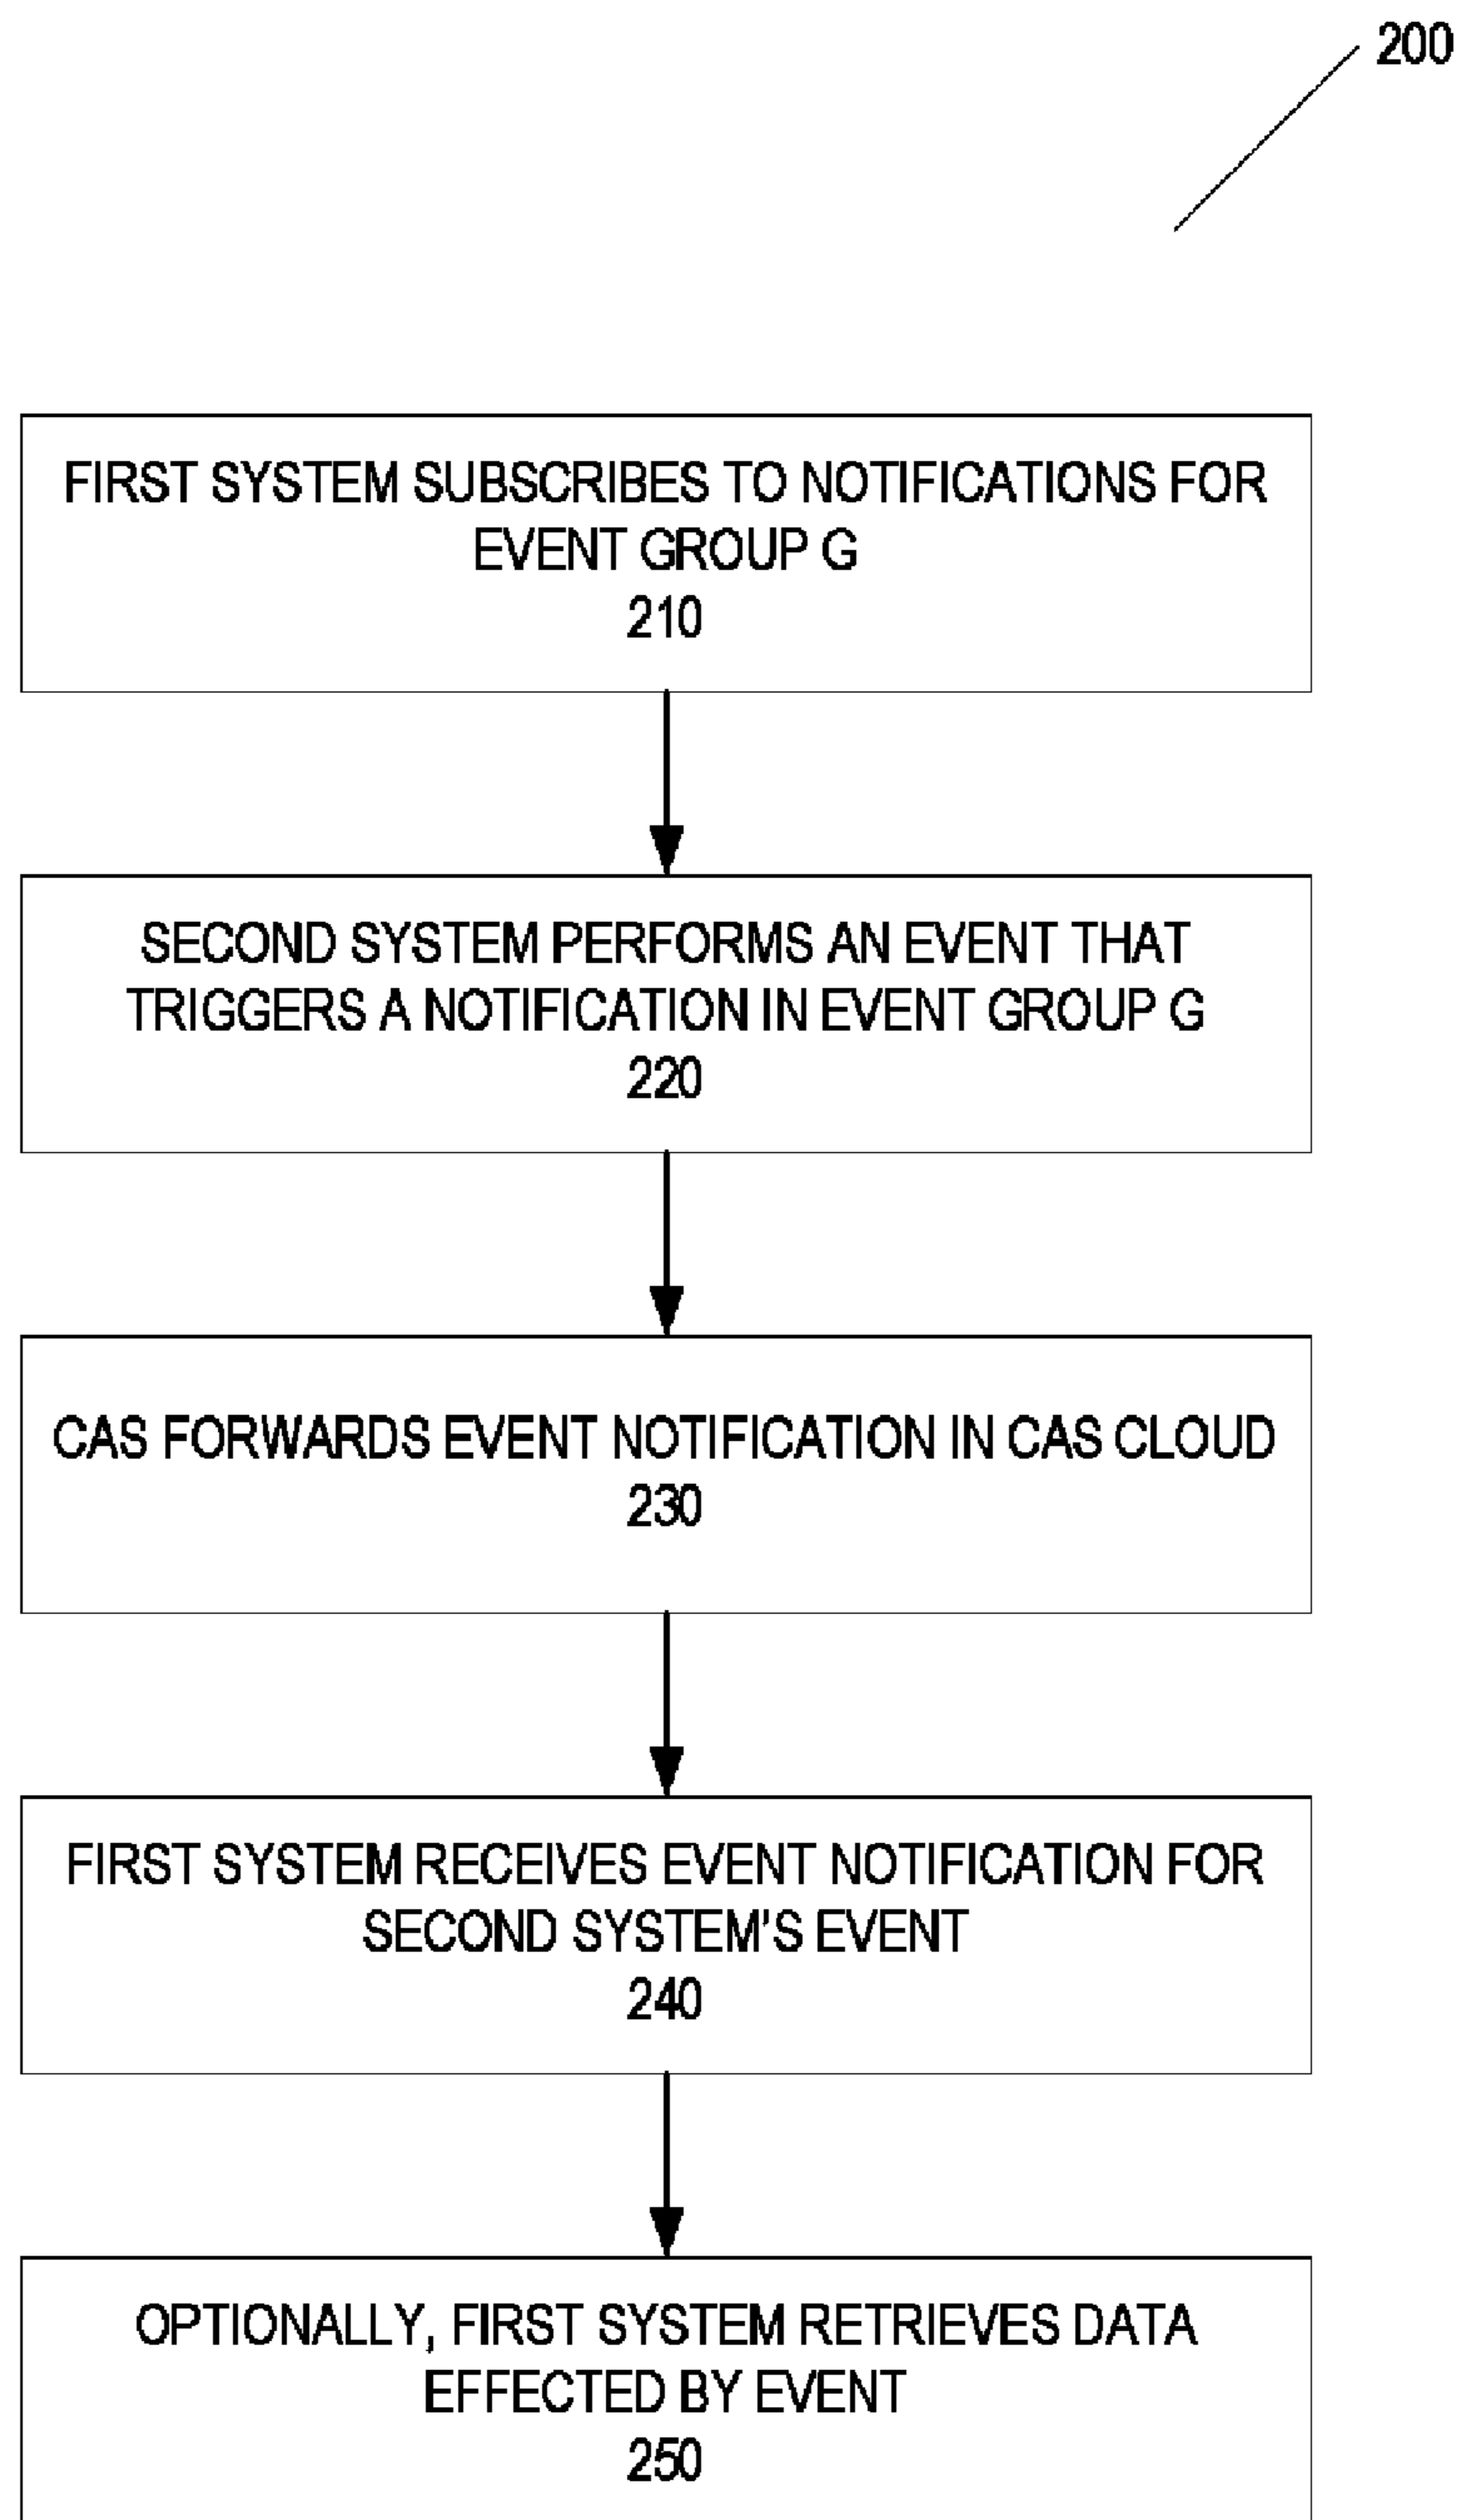 200
FIRST SYSTEM SUBSCRIBES TO NOTIFICATIONS FOR
EVENT GROUP G
210
SECOND SYSTEM PERFORMS AN EVENT THAT
TRIGGERS A NOTIFICATION IN EVENT GROUP G
220
CAS FORWARDS EVENT NOTIFICATION IN CAS CLOUD
230
FIRST SYSTEM RECEIVES EVENT NOTIFICATION FOR
SECOND SYSTEM'S EVENT
240
OPTIONALLY, FIRST SYSTEM RETRIEVES DATA
EFFECTED BY EVENT
250